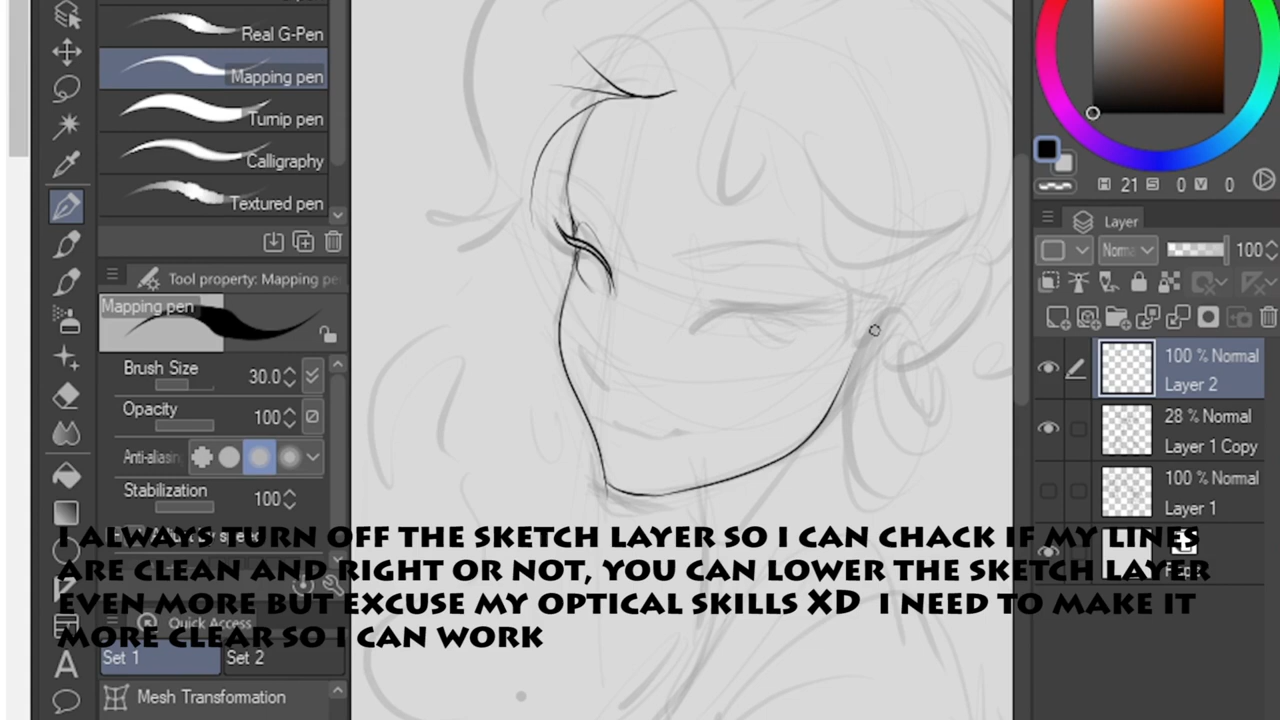 Real G-Pen
Mapping pen
Turnip pen
Calligraphy
Textured pen
Tool property: Mapping pe
Mapping pen
Brush Size 30.0
Opacity 100
Anti-aliasin
Stabilization 100
H 21 S 0 V 0
Layer
Norm 100
100 % Normal
Layer 2
28 % Normal
Layer 1 Copy
100 % Normal
Layer 1
I ALWAYS TURN OFF THE SKETCH LAYER SO I CAN CHACK IF MY LINES
ARE CLEAN AND RIGHT OR NOT, YOU CAN LOWER THE SKETCH LAYER
EVEN MORE BUT EXCUSE MY OPTICAL SKILLS XD I NEED TO MAKE IT
MORE CLEAR SO I CAN WORK
Quick Access
Set 1 Set 2
Mesh Transformation